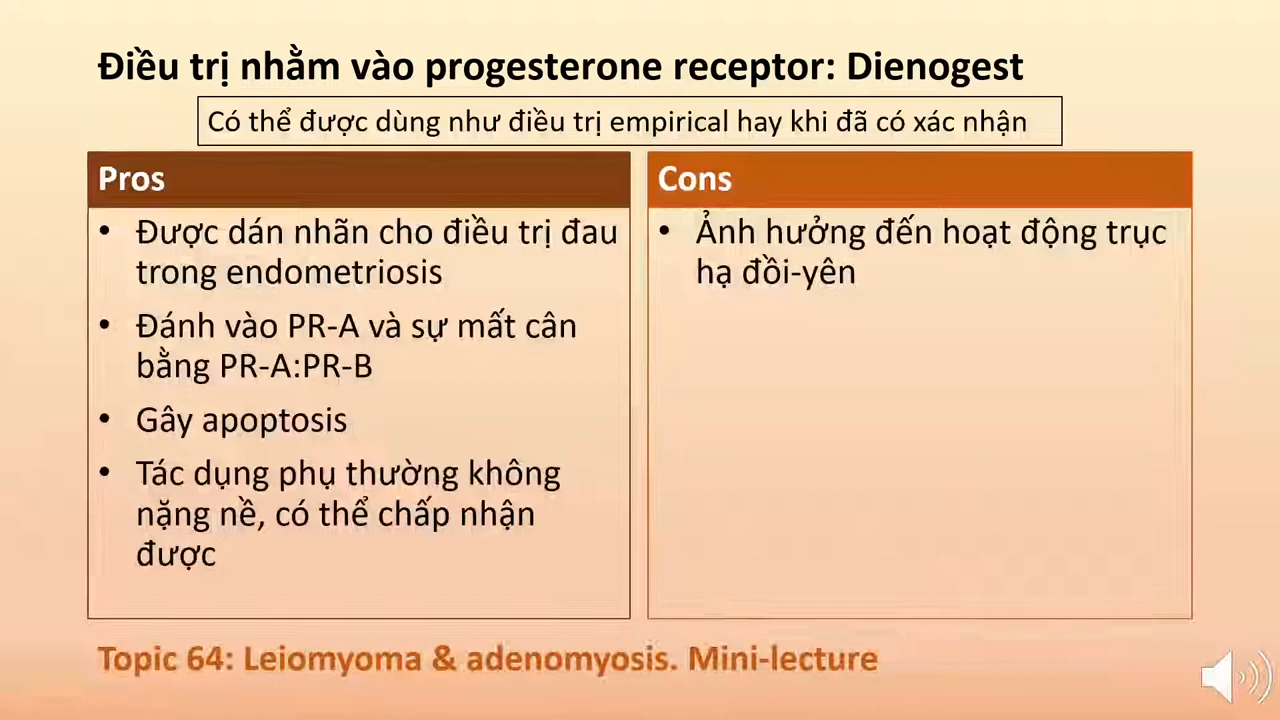 Điều trị nhằm vào progesterone receptor: Dienogest
Có thể được dùng như điều trị empirical hay khi đã có xác nhận
Pros
• Được dán nhãn cho điều trị đau
trong endometriosis
• Đánh vào PR-A và sự mất cân
bằng PR-A:PR-B
• Gây apoptosis
• Tác dụng phụ thường không
nặng nề, có thể chấp nhận
được
Cons
• Ảnh hưởng đến hoạt động trục
hạ đồi-yên
Topic 64: Leiomyoma & adenomyosis. Mini-lecture